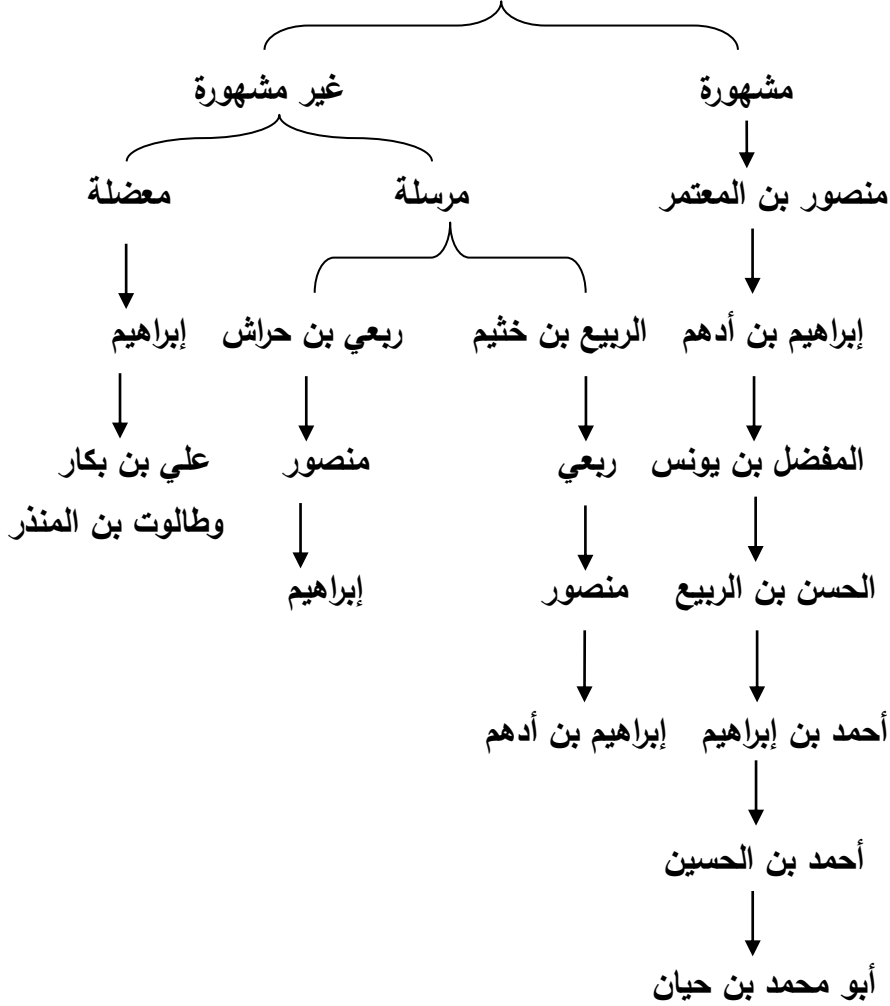 مشهورة غير مشهورة
منصور بن المعتمر مرسلة معضلة
إبراهيم بن أدهم الربيع بن خثيم ربعي بن حراش إبراهيم
المفضل بن يونس ربعي منصور علي بن بكار
وطالوت بن المنذر
الحسن بن الربيع منصور إبراهيم
أحمد بن إبراهيم إبراهيم بن أدهم
أحمد بن الحسين
أبو محمد بن حيان